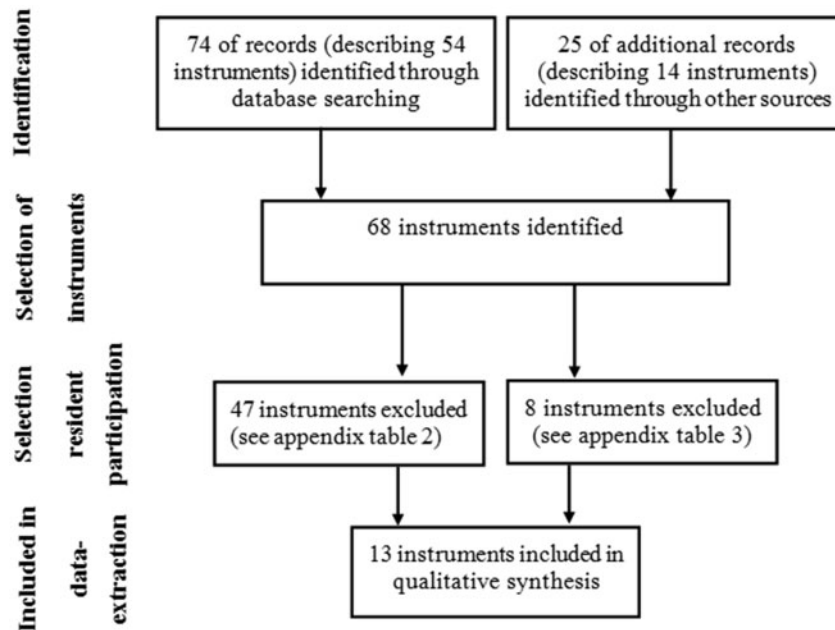 Identification
74 of records (describing 54
instruments) identified through
database searching
25 of additional records
(describing 14 instruments)
identified through other sources
Selection of
instruments
68 instruments identified
Selection
resident
participation
47 instruments excluded
(see appendix table 2)
8 instruments excluded
(see appendix table 3)
Included in
data-
extraction
13 instruments included in
qualitative synthesis